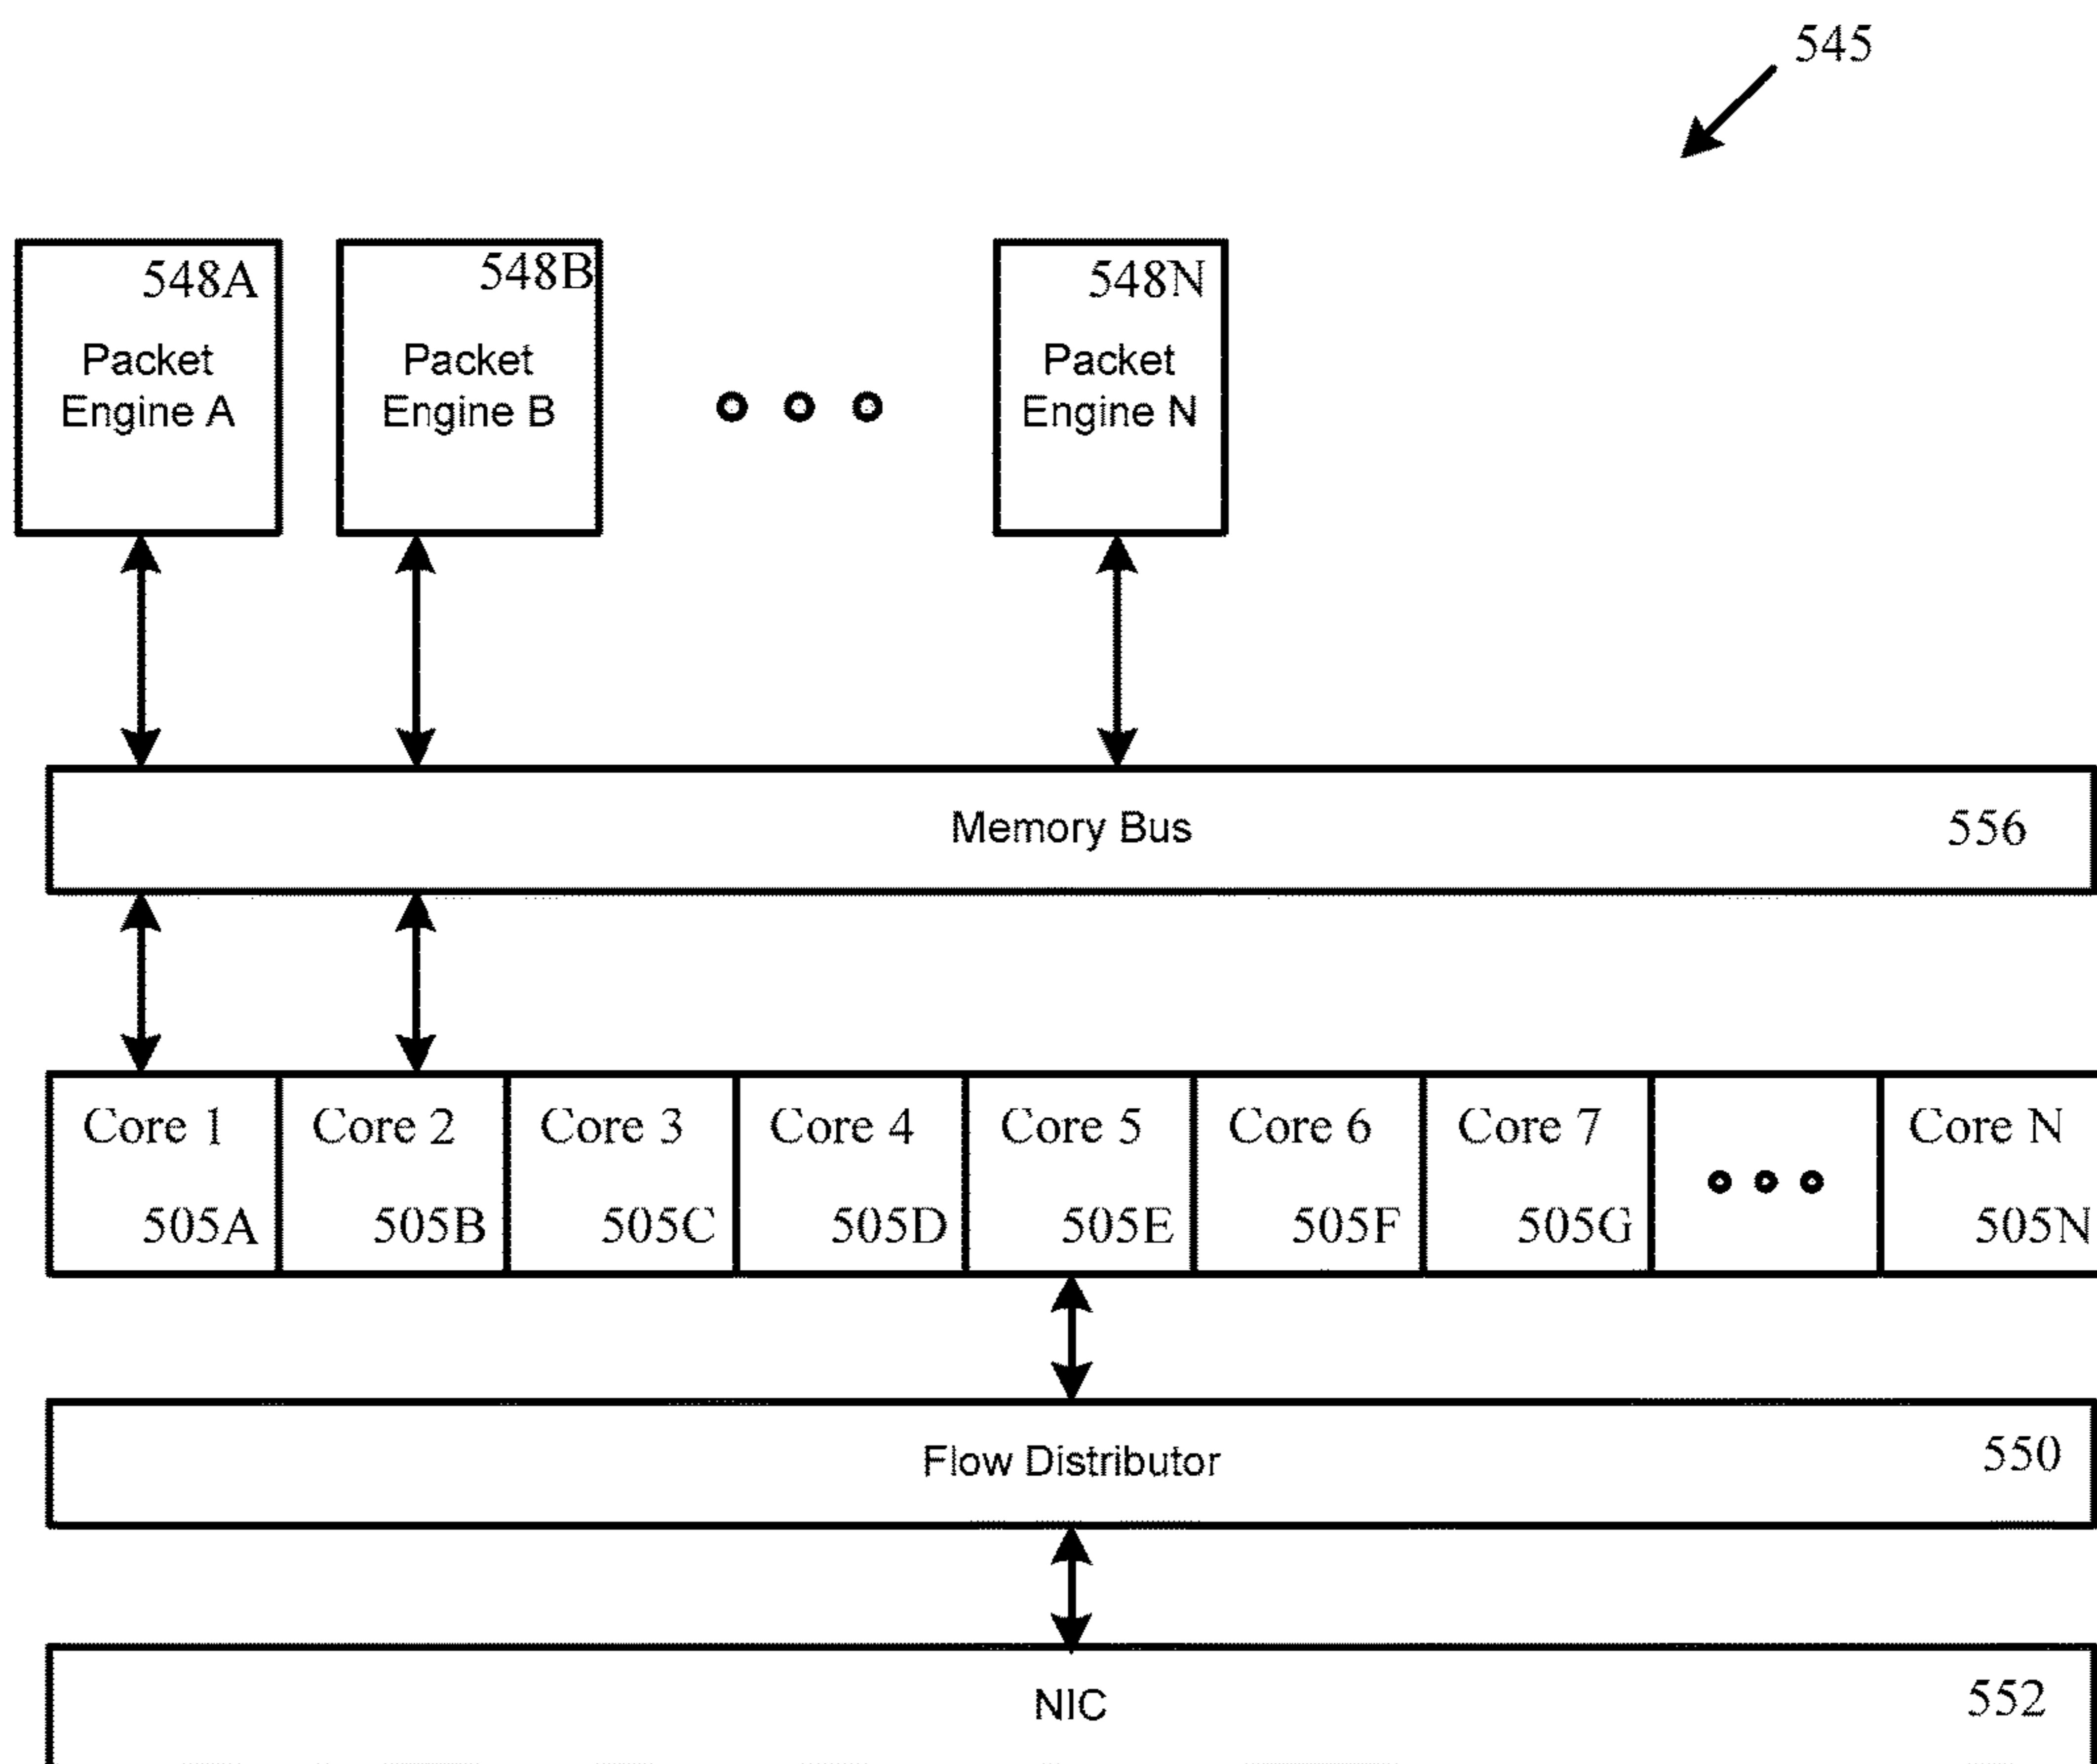 545
548A
Packet
Engine A
548B
Packet
Engine B
548N
Packet
Engine N
Memory Bus
556
Core 1
505A
Core 2
505B
Core 3
505C
Core 4
505D
Core 5
505E
Core 6
505F
Core 7
505G
Core N
505N
Flow Distributor
550
NIC
552